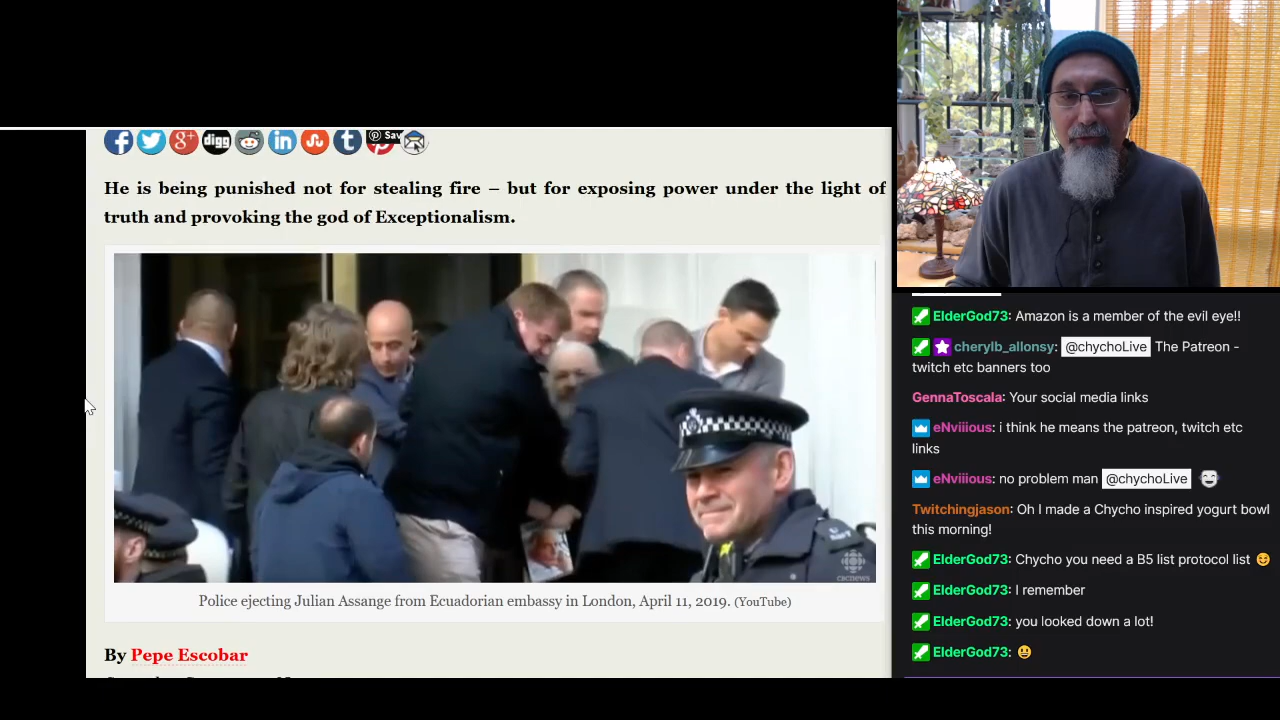 digg
in
t
Sav
He is being punished not for stealing fire – but for exposing power under the light of
truth and provoking the god of Exceptionalism.
cbcnews
Police ejecting Julian Assange from Ecuadorian embassy in London, April 11, 2019. (YouTube)
By Pepe Escobar
ElderGod73: Amazon is a member of the evil eye!!
cherylb_allonsy: @chychoLive The Patreon -
twitch etc banners too
GennaToscala: Your social media links
eNviiious: i think he means the patreon, twitch etc
links
eNviiious: no problem man @chychoLive
Twitchingjason: Oh I made a Chycho inspired yogurt bowl
this morning!
ElderGod73: Chycho you need a B5 list protocol list 😊
ElderGod73: I remember
ElderGod73: you looked down a lot!
ElderGod73: 😃